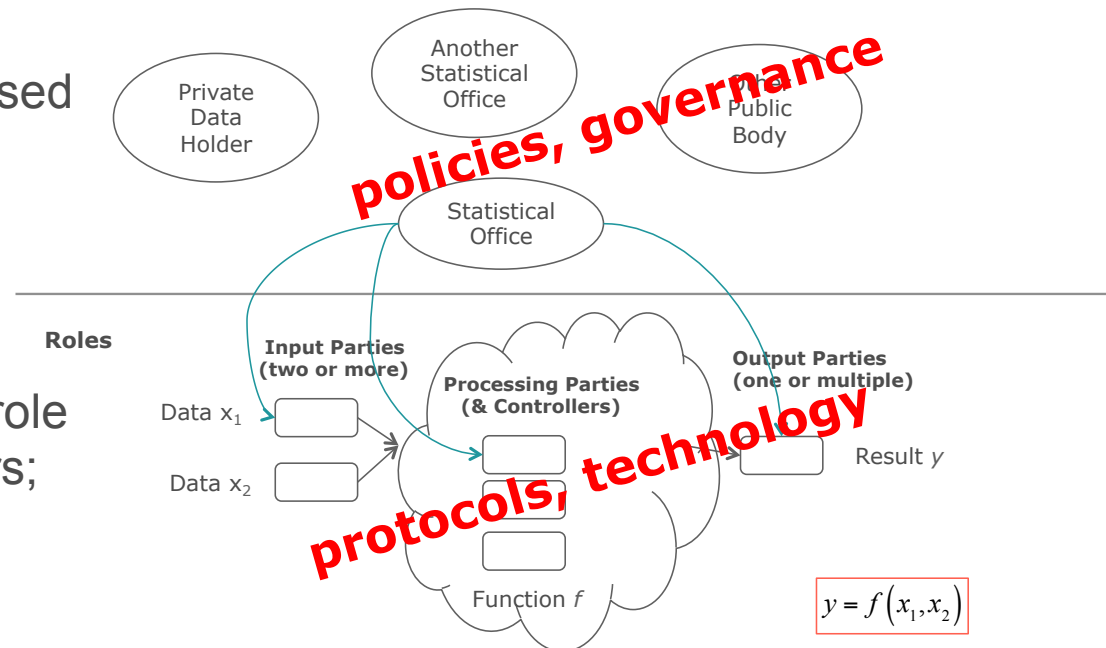 sed
Private
Data
Holder
Another
Statistical
Office
Other
Public
Body
policies, governance
Statistical
Office
Roles
role
rs;
Input Parties
(two or more)
Processing Parties
(& Controllers)
Output Parties
(one or multiple)
Data x₁
Data x₂
protocols, technology
Result y
Function f
y = f(x₁,x₂)